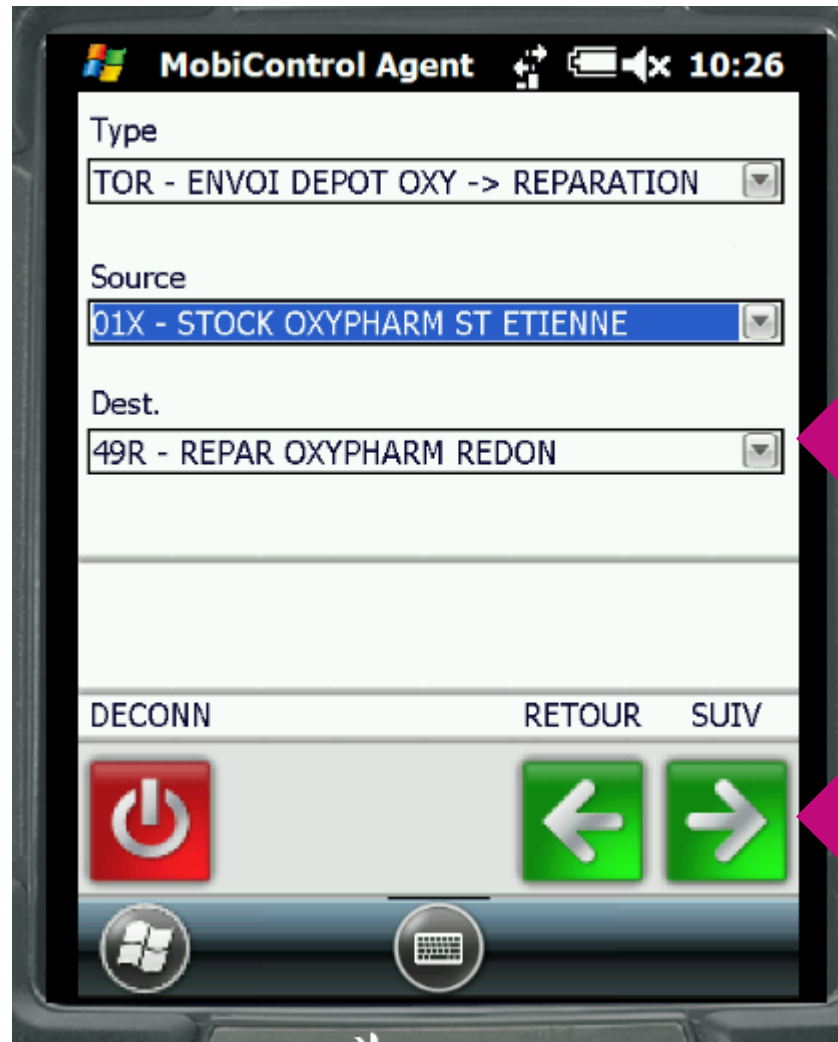 MobiControl Agent 10:26
Type
TOR - ENVOI DEPOT OXY -> REPARATION
Source
01X - STOCK OXYPHARM ST ETIENNE
Dest.
49R - REPAR OXYPHARM REDON
DECONN RETOUR SUIV